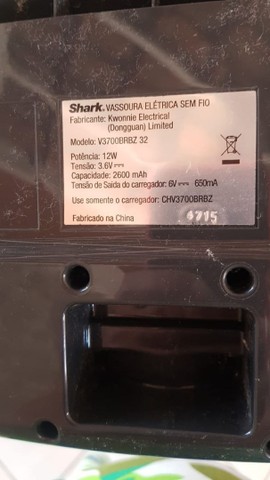 Shark. VASSOURA ELÉTRICA SEM FIO
Fabricante: Kwonnie Electrical
(Dongguan) Limited
Modelo: V3700BRBZ 32
Potência: 12W
Tensão: 3.6V⎓
Capacidade: 2600 mAh
Tensão de Saída do carregador: 6V⎓ 650mA
Use somente o carregador: CHV3700BRBZ
Fabricado na China